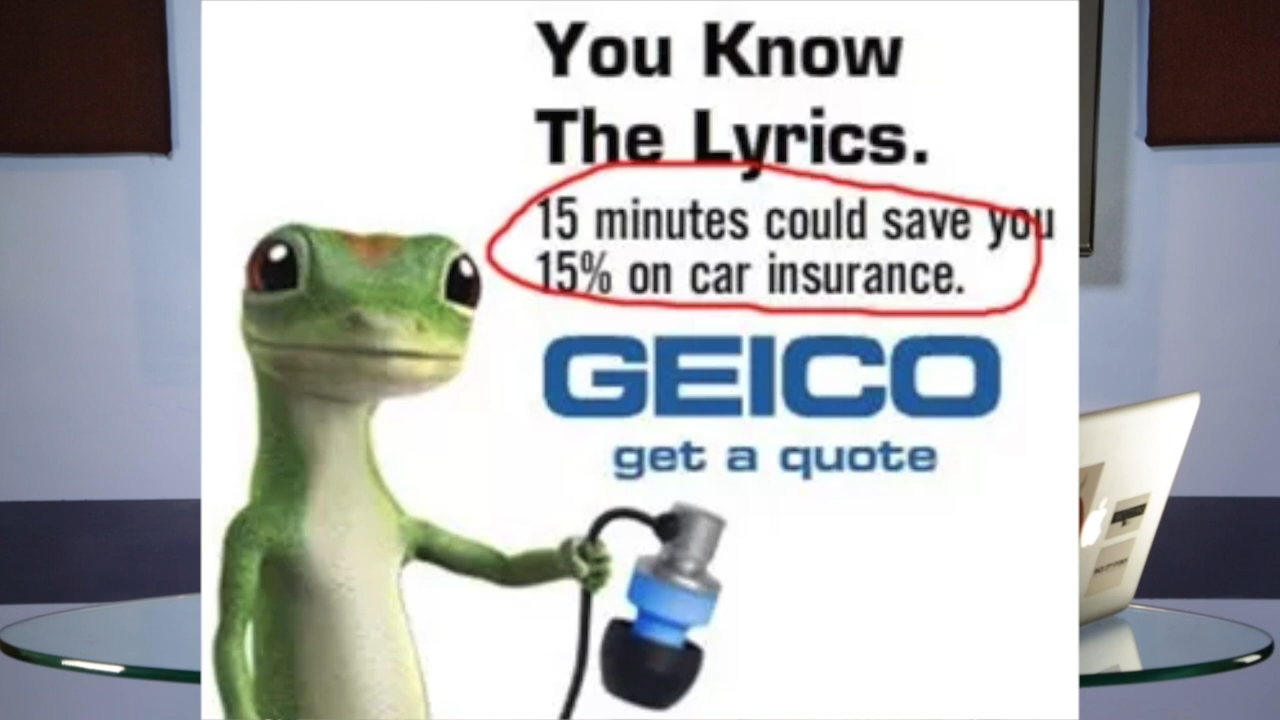 You Know
The Lyrics.
15 minutes could save you
15% on car insurance.
GEICO
get a quote